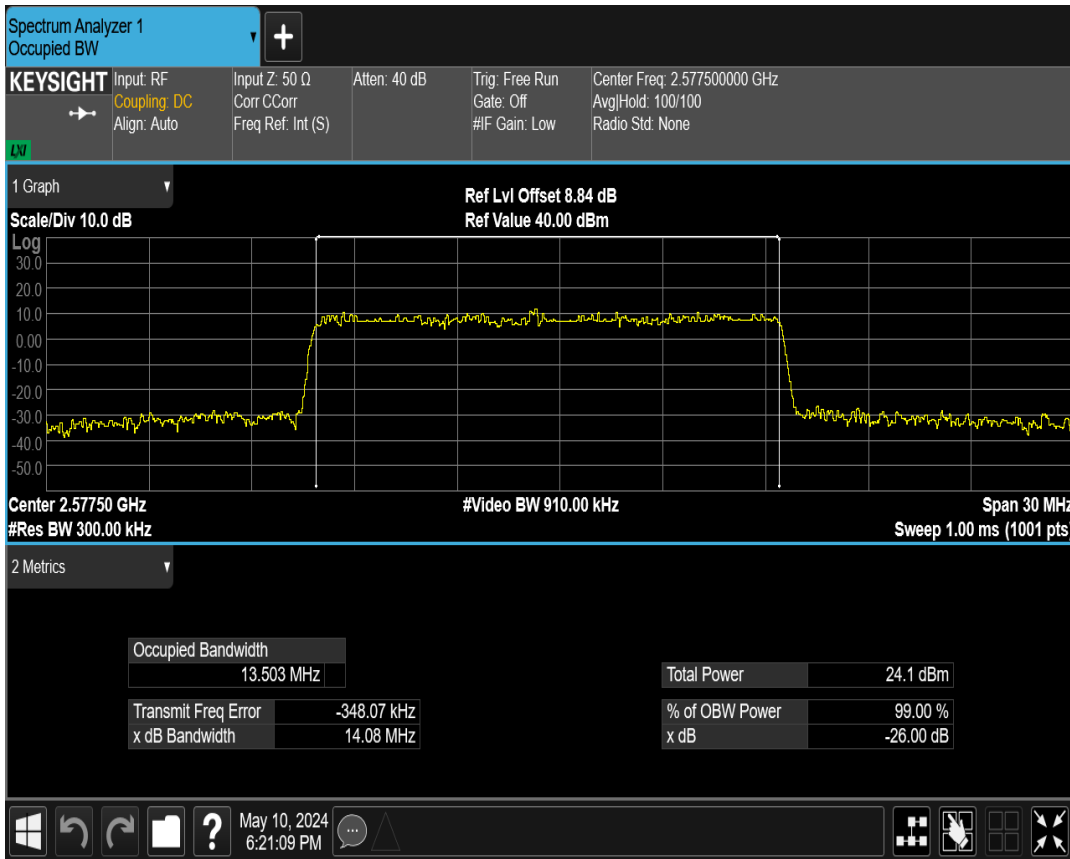 Spectrum Analyzer 1
Occupied BW
+
KEYSIGHT
LXI
Input: RF
Coupling: DC
Align: Auto
Input Z: 50 Ω
Corr CCorr
Freq Ref: Int (S)
Atten: 40 dB
Trig: Free Run
Gate: Off
#IF Gain: Low
Center Freq: 2.577500000 GHz
Avg|Hold: 100/100
Radio Std: None
1 Graph
Scale/Div 10.0 dB
Ref Lvl Offset 8.84 dB
Ref Value 40.00 dBm
Log
30.0
20.0
10.0
0.00
-10.0
-20.0
-30.0
-40.0
-50.0
Center 2.57750 GHz
#Video BW 910.00 kHz
Span 30 MHz
#Res BW 300.00 kHz
Sweep 1.00 ms (1001 pts)
2 Metrics
Occupied Bandwidth
13.503 MHz
Transmit Freq Error -348.07 kHz
x dB Bandwidth 14.08 MHz
Total Power 24.1 dBm
% of OBW Power 99.00 %
x dB -26.00 dB
?
May 10, 2024
6:21:09 PM